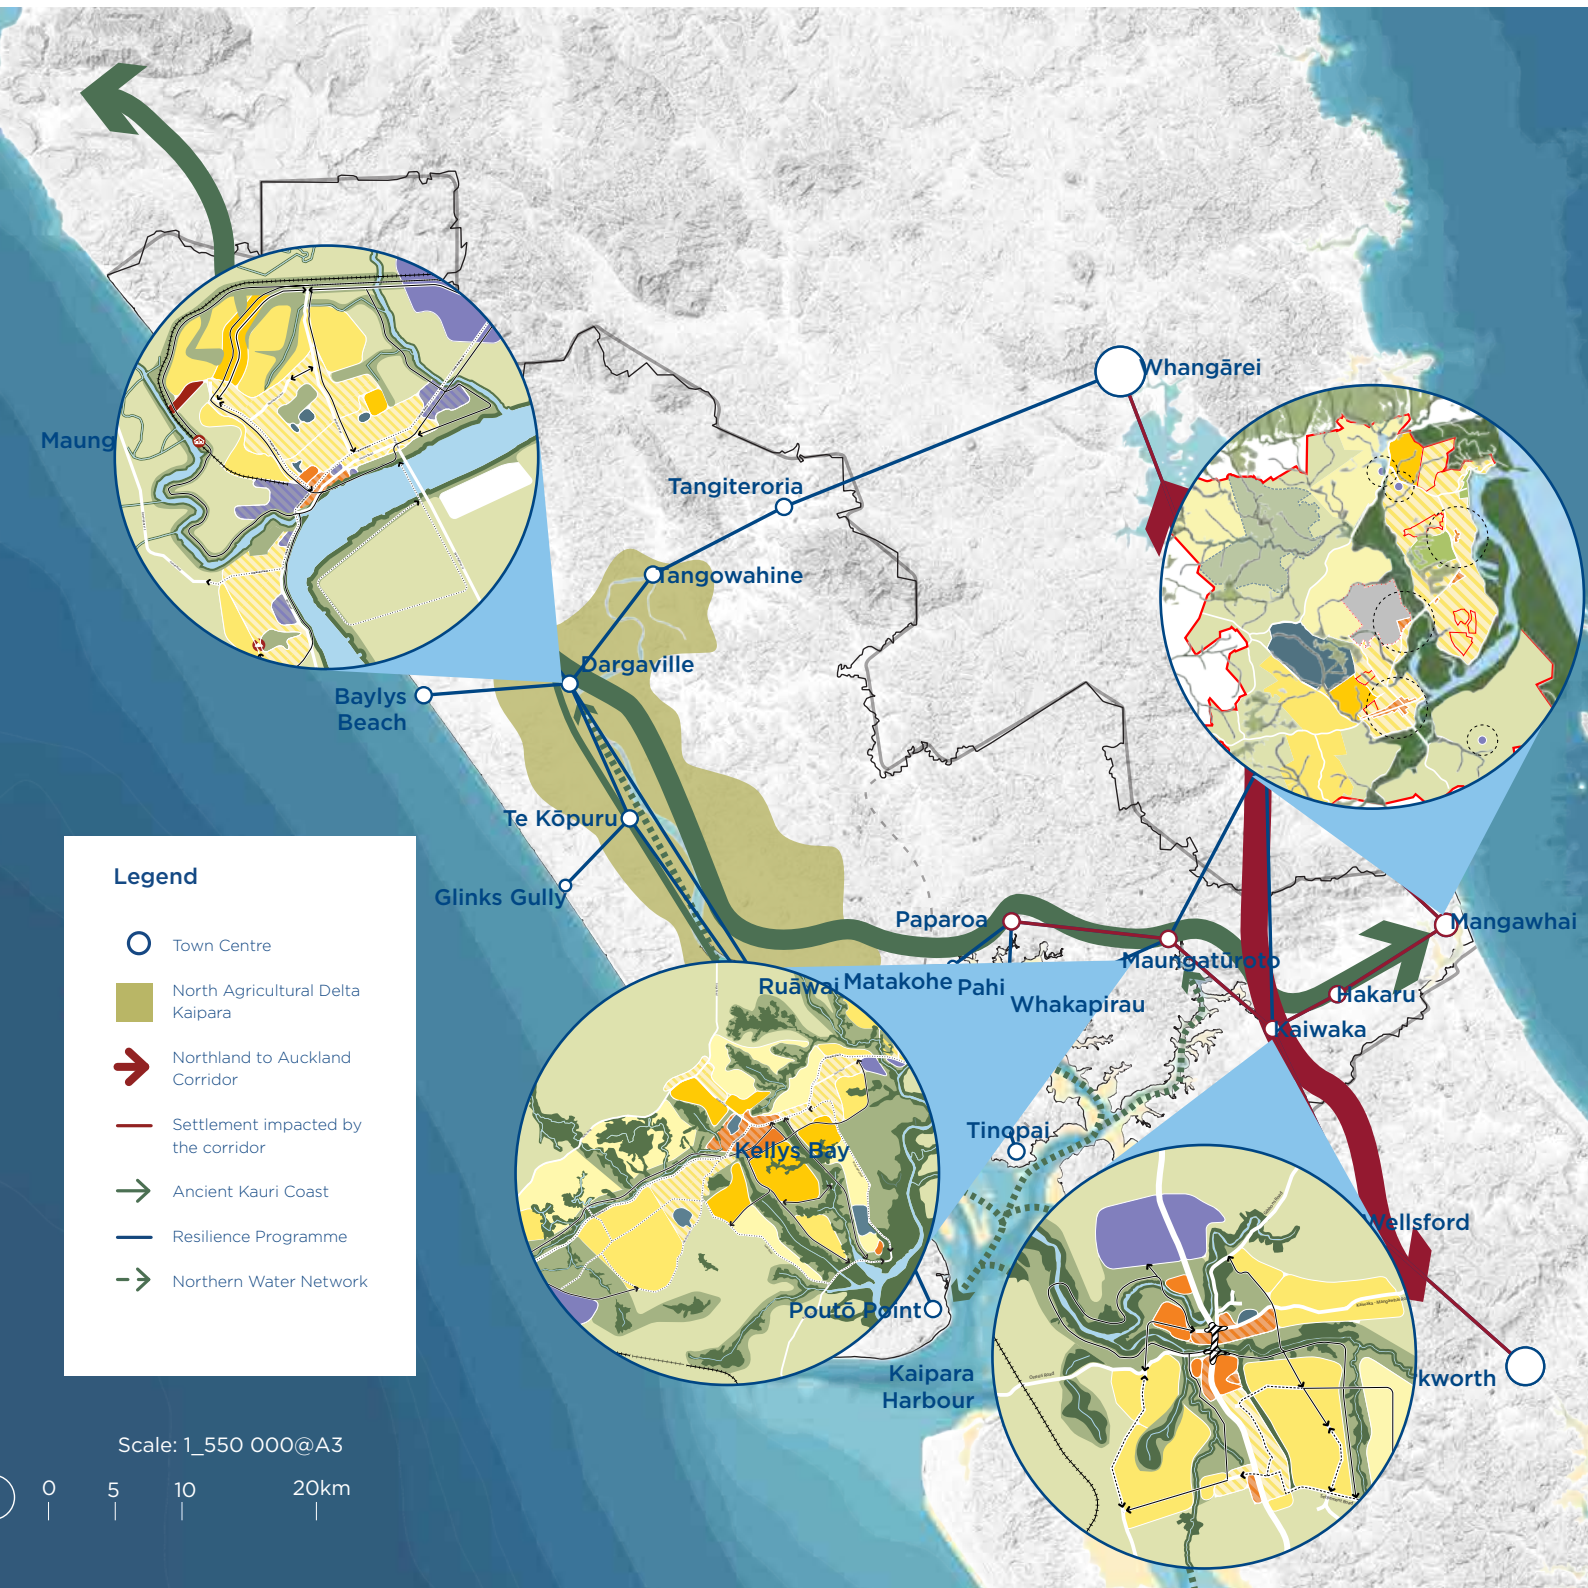 Whangārei
Maung
Tangiteroria
Tangowahine
Dargaville
Baylys
Beach
Te Kōpuru
Glinks Gully
Paparoa
Mangawhai
Maungatūroto
Ruāwai
Matakohe
Pahi
Hakaru
Whakapirau
Kaiwaka
Tinopai
Kellys Bay
Wellsford
Poutō Point
Kaipara
Harbour
kworth
Legend
Town Centre
North Agricultural Delta
Kaipara
Northland to Auckland
Corridor
Settlement impacted by
the corridor
Ancient Kauri Coast
Resilience Programme
Northern Water Network
Scale: 1_550 000@A3
0 5 10 20km